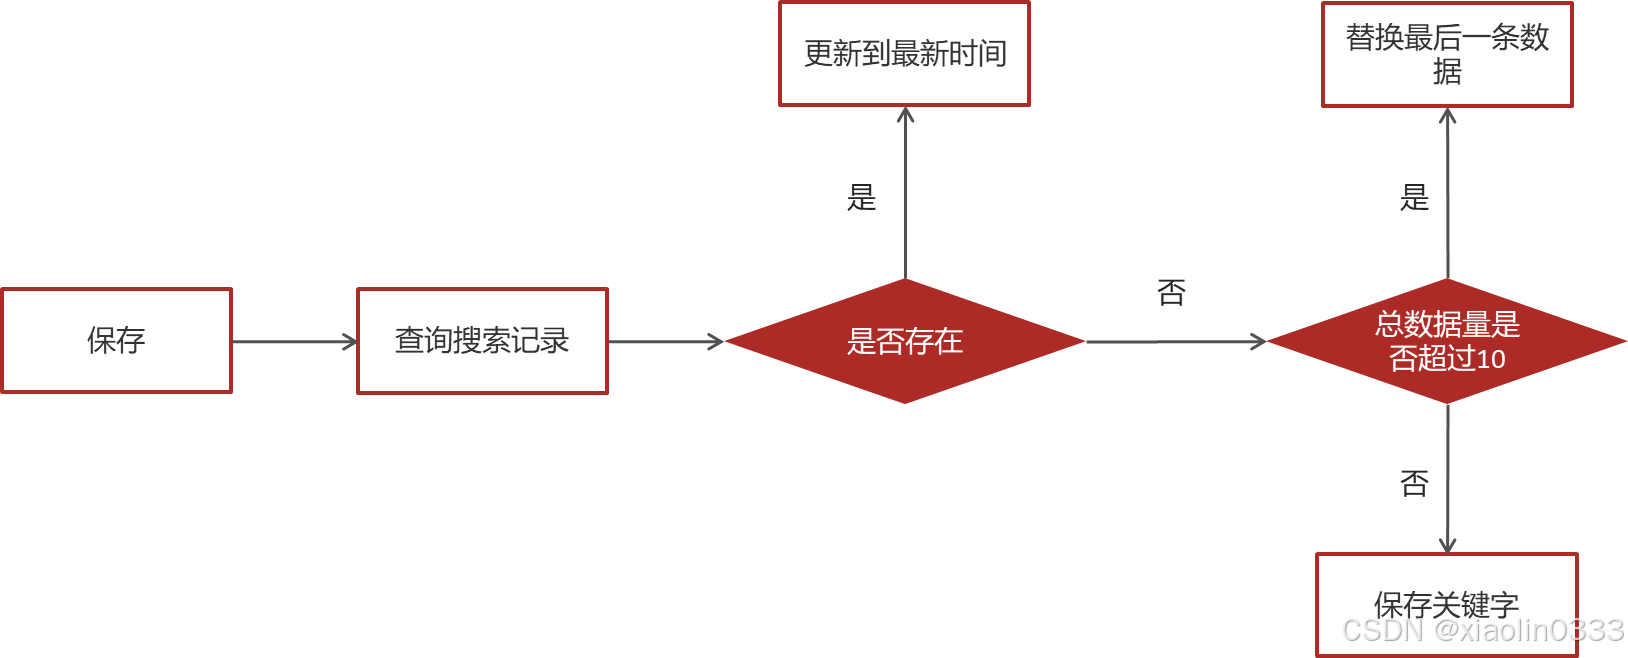 更新到最新时间
替换最后一条数
据
是
是
否
保存
查询搜索记录
是否存在
总数据量是
否超过10
否
保存关键字
CSDN @xiaolin0333